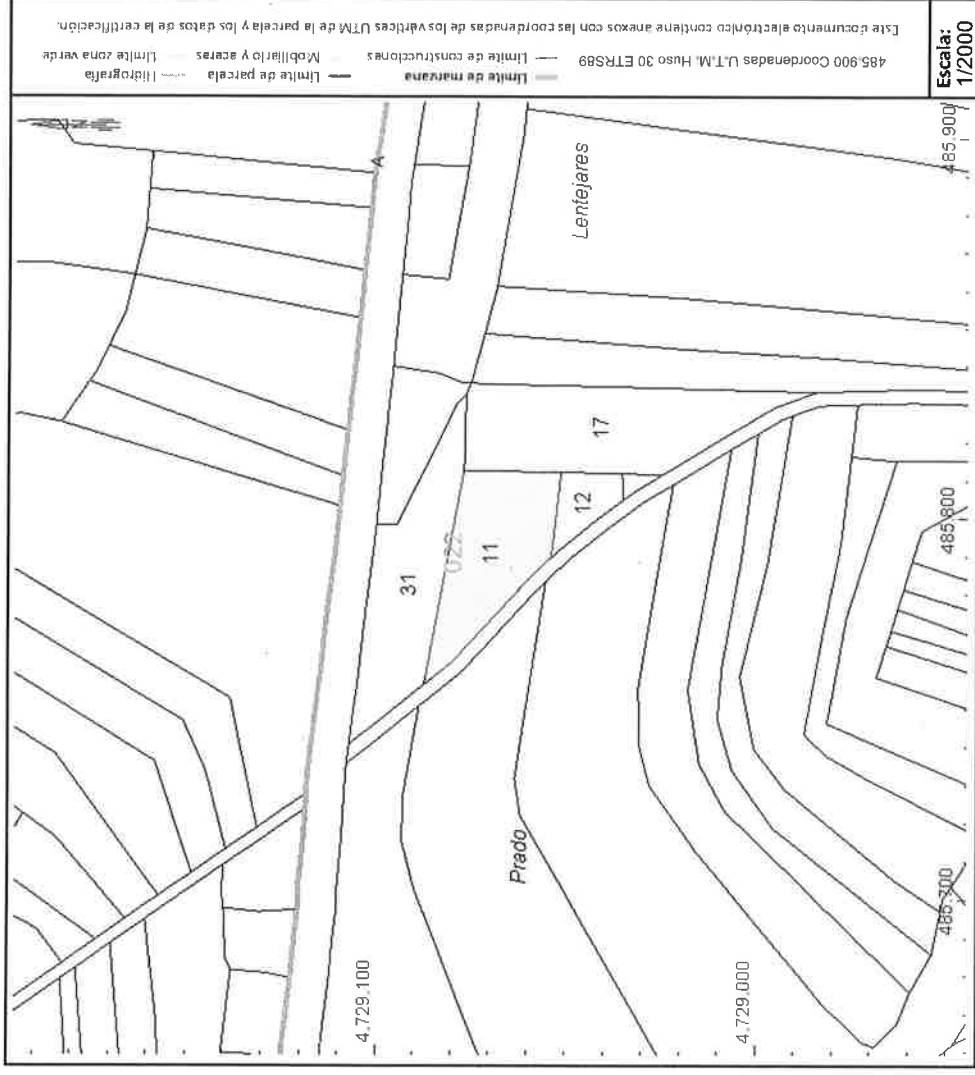 Este documento electrónico contiene anexos con las coordenadas de los vértices UTM de la parcela y los datos de la certificación.
485.900 Coordenadas U.T.M. Huso 30 ETRS89
Límite de manzana
Límite de construcciones
Límite de parcela
Mobiliario y aceras
Hidrografía
Límite zona verde
Escala:
1/2000
A
Lentejares
31
022
11
12
17
Prado
4.729.100
4.729.000
485.700
485.800
485.900